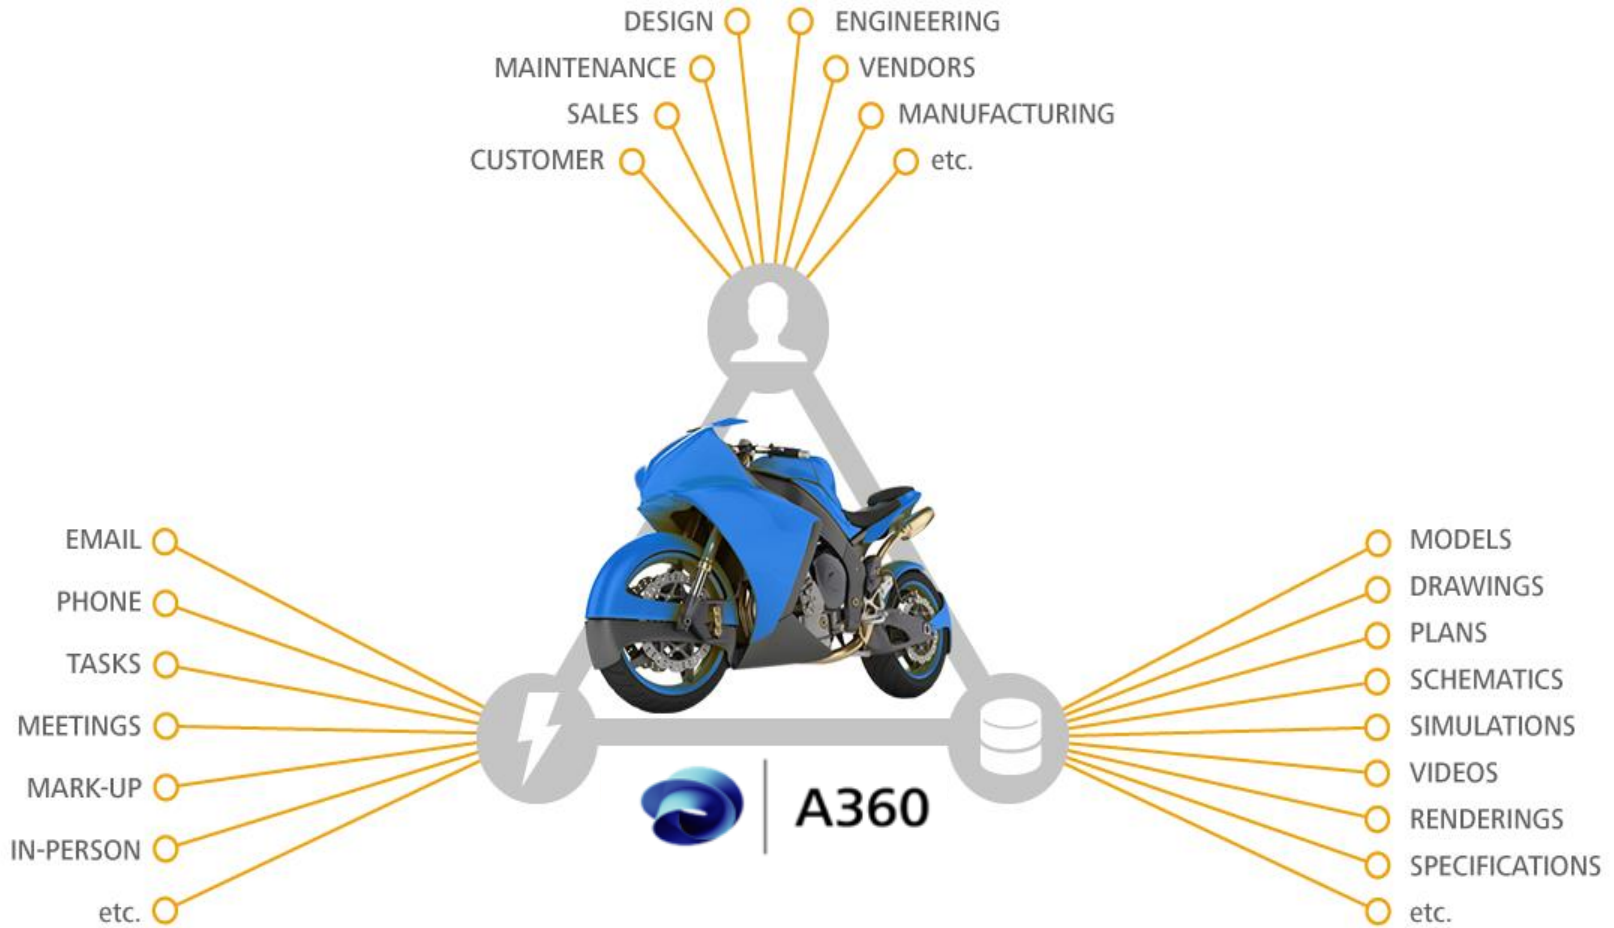 DESIGN
ENGINEERING
MAINTENANCE
VENDORS
SALES
MANUFACTURING
CUSTOMER
etc.
EMAIL
PHONE
TASKS
MEETINGS
MARK-UP
IN-PERSON
etc.
MODELS
DRAWINGS
PLANS
SCHEMATICS
SIMULATIONS
VIDEOS
RENDERINGS
SPECIFICATIONS
etc.
A360